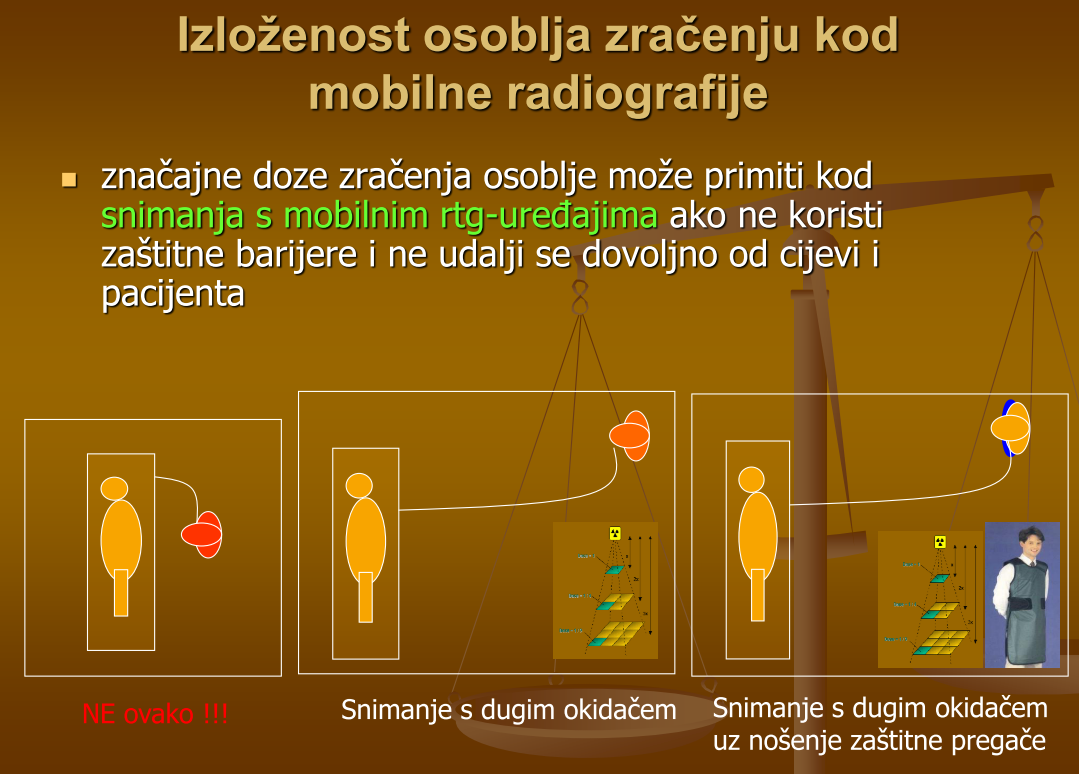 Izloženost osoblja zračenju kod
mobilne radiografije
značajne doze zračenja osoblje može primiti kod
snimanja s mobilnim rtg-uređajima ako ne koristi
zaštitne barijere i ne udalji se dovoljno od cijevi i
pacijenta
NE ovako !!!
Snimanje s dugim okidačem
Snimanje s dugim okidačem
uz nošenje zaštitne pregače